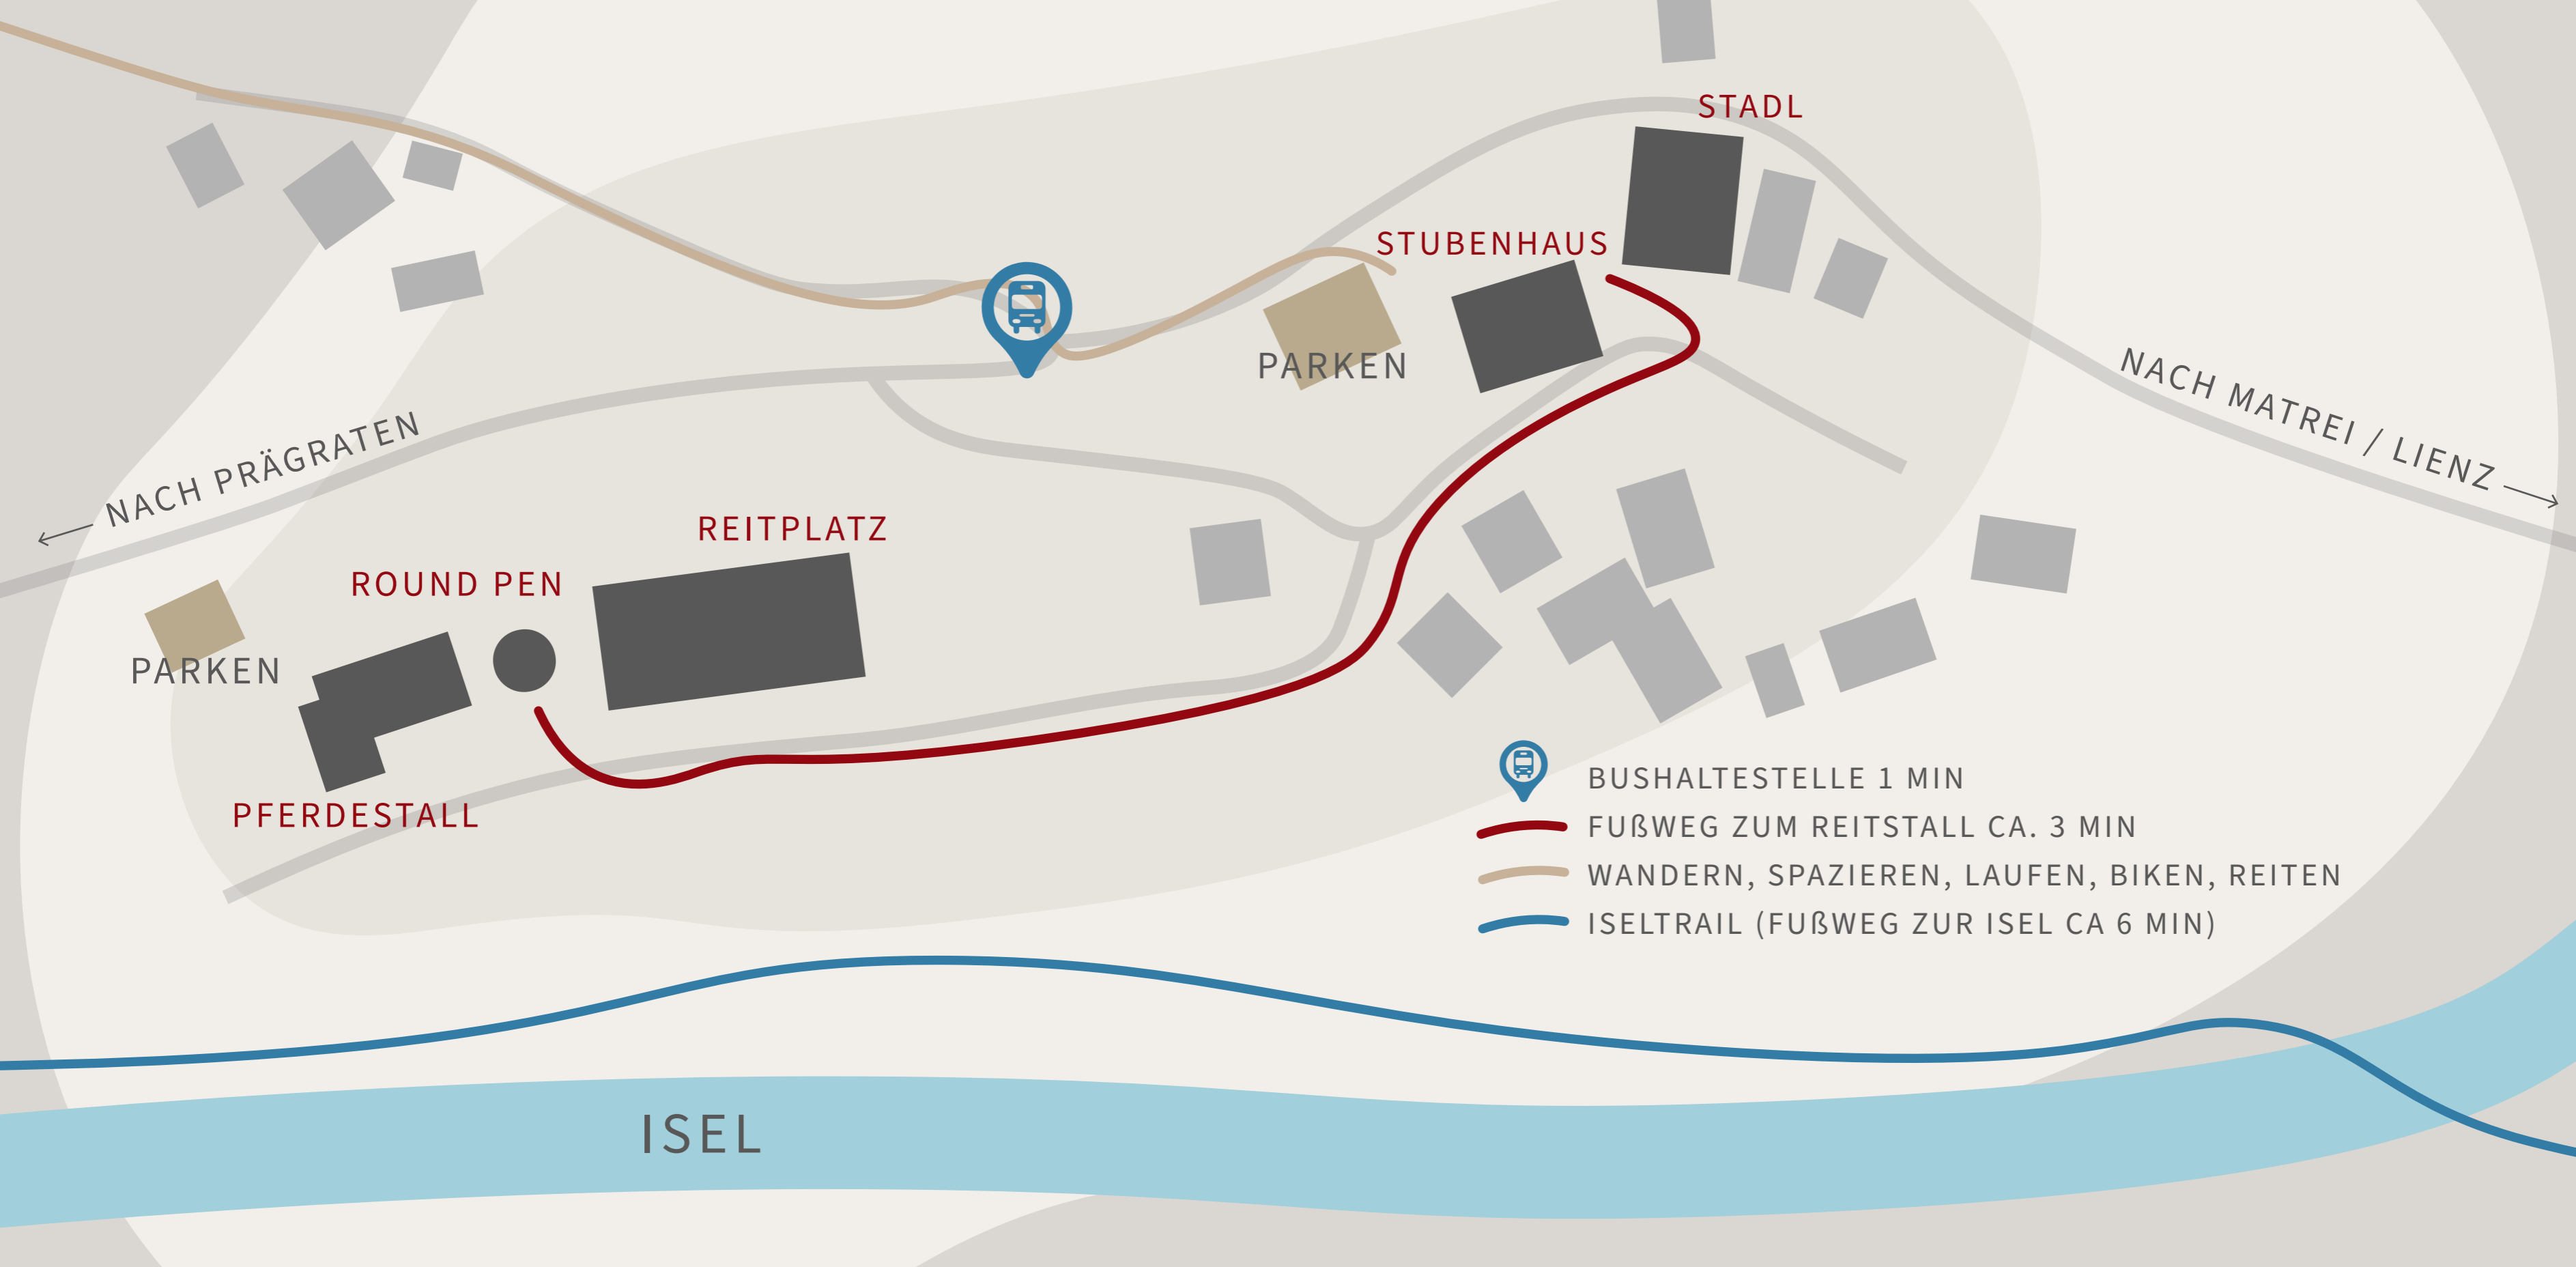 STADL
STUBENHAUS
PARKEN
NACH MATREI / LIENZ
NACH PRÄGRATEN
REITPLATZ
ROUND PEN
PARKEN
PFERDESTALL
BUSHALTESTELLE 1 MIN
FUßWEG ZUM REITSTALL CA. 3 MIN
WANDERN, SPAZIEREN, LAUFEN, BIKEN, REITEN
ISELTRAIL (FUßWEG ZUR ISEL CA 6 MIN)
ISEL